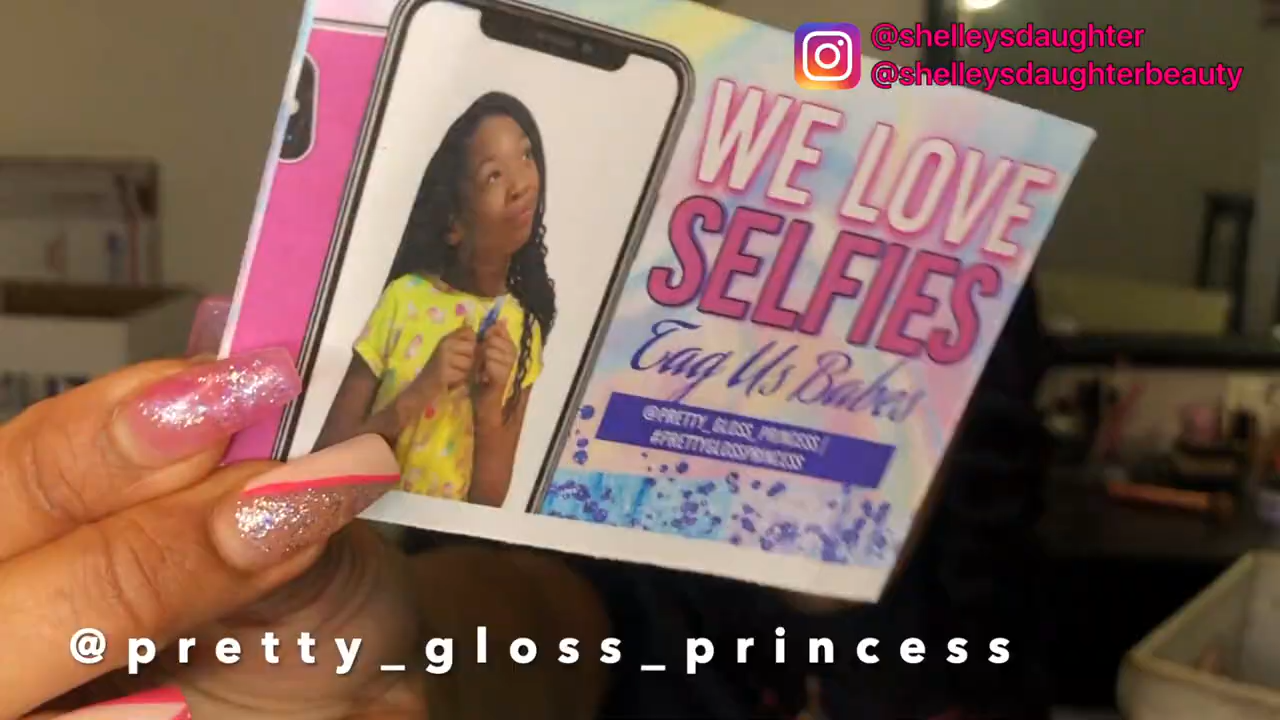 @shelleysdaughter
@shelleysdaughterbeauty
WE LOVE
SELFIES
Tag Us Babes
@PRETTY_GLOSS_PRINCESS/
#PRETTYGLOSSPRINCESS
@pretty_gloss_princess